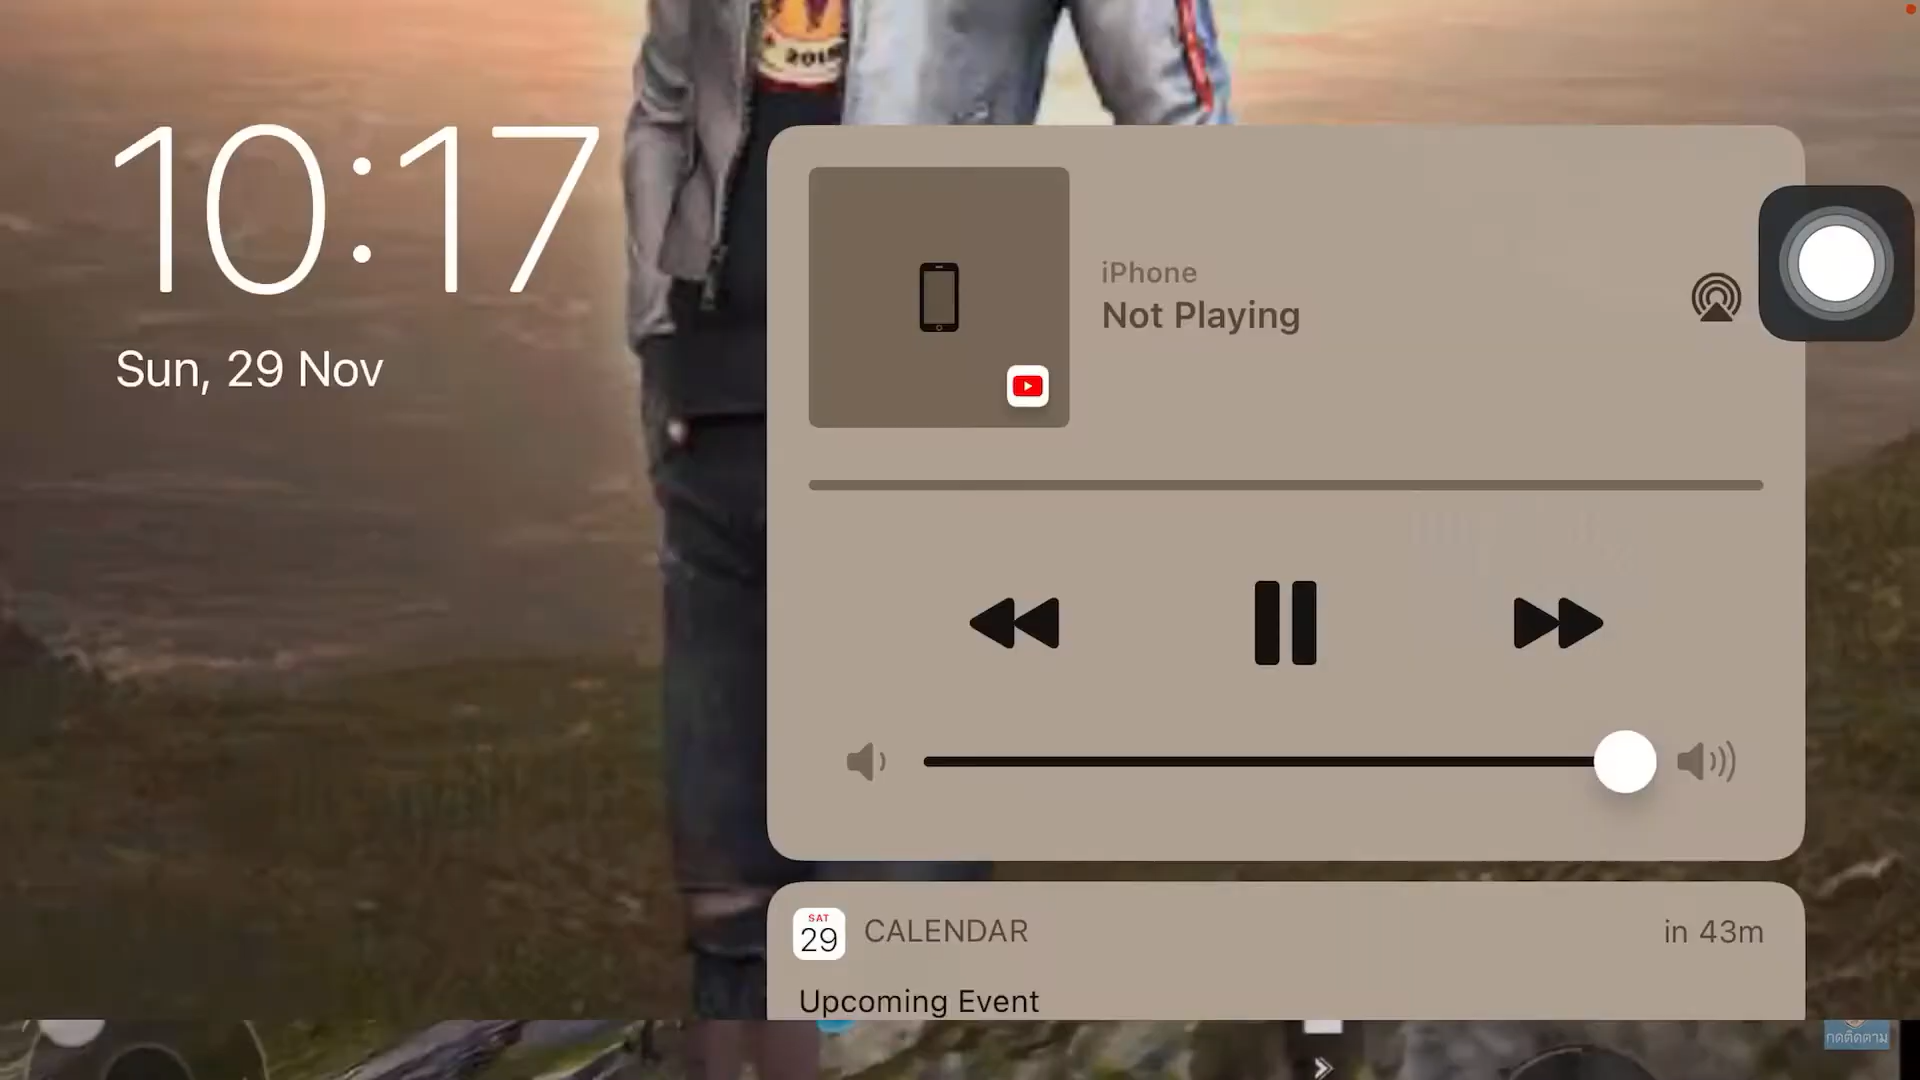 2018
10:17
Sun, 29 Nov
iPhone
Not Playing
SAT
29
CALENDAR
in 43m
Upcoming Event
กดติดตาม